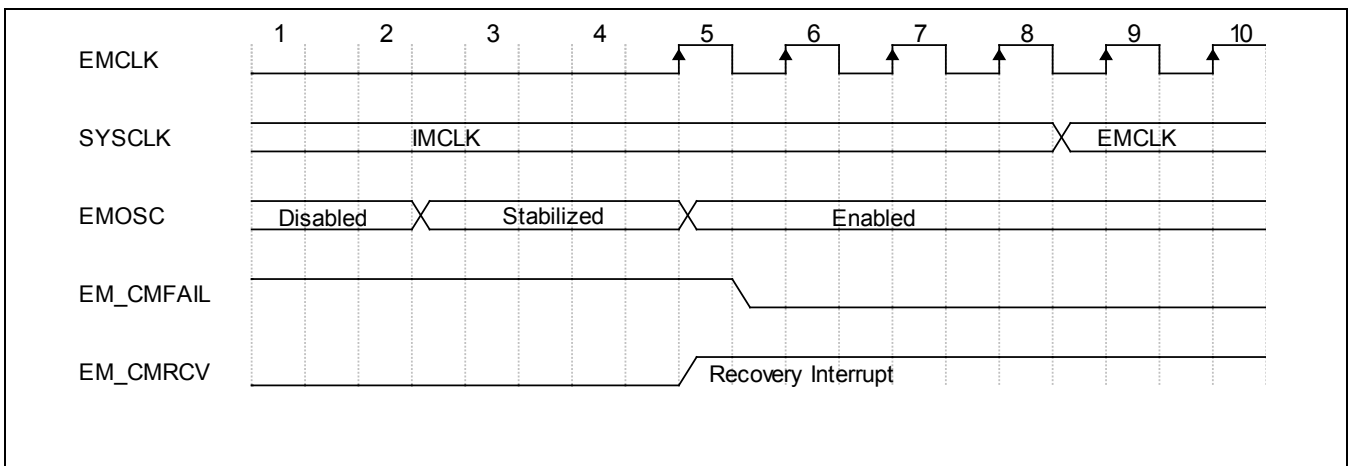 1 2 3 4 5 6 7 8 9 10
EMCLK
SYSCLK IMCLK EMCLK
EMOSC Disabled Stabilized Enabled
EM_CMFAIL
EM_CMRCV Recovery Interrupt